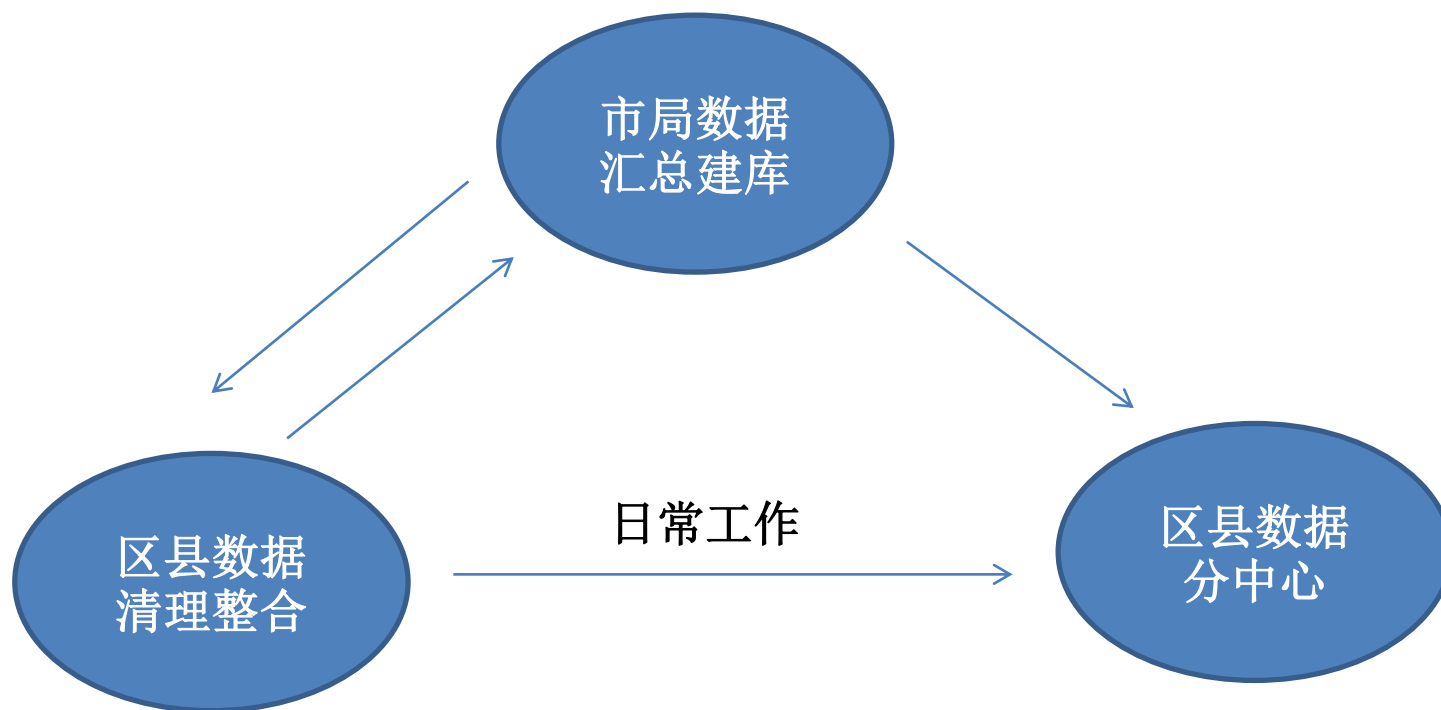 市局数据
汇总建库
日常工作
区县数据
清理整合
区县数据
分中心